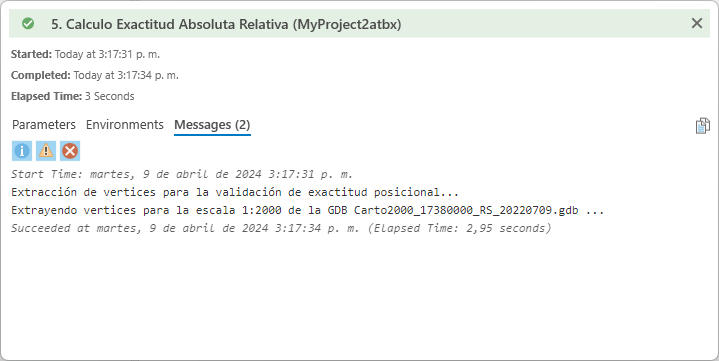 5. Calculo Exactitud Absoluta Relativa (MyProject2atbx)
Started: Today at 3:17:31 p. m.
Completed: Today at 3:17:34 p. m.
Elapsed Time: 3 Seconds
Parameters Environments Messages (2)
Start Time: martes, 9 de abril de 2024 3:17:31 p. m.
Extracción de vertices para la validación de exactitud posicional...
Extrayendo vertices para la escala 1:2000 de la GDB Carto2000_17380000_RS_20220709.gdb ...
Succeeded at martes, 9 de abril de 2024 3:17:34 p. m. (Elapsed Time: 2,95 seconds)